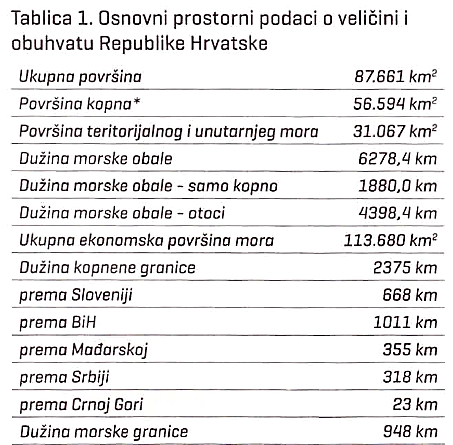 Tablica 1. Osnovni prostorni podaci o veličini i
obuhvatu Republike Hrvatske
Ukupna površina 87.661 km²
Površina kopna* 56.594 km²
Površina teritorijalnog i unutarnjeg mora 31.067 km²
Dužina morske obale 6278,4 km
Dužina morske obale - samo kopno 1880,0 km
Dužina morske obale - otoci 4398,4 km
Ukupna ekonomska površina mora 113.680 km²
Dužina kopnene granice 2375 km
prema Sloveniji 668 km
prema BiH 1011 km
prema Mađarskoj 355 km
prema Srbiji 318 km
prema Crnoj Gori 23 km
Dužina morske granice 948 km